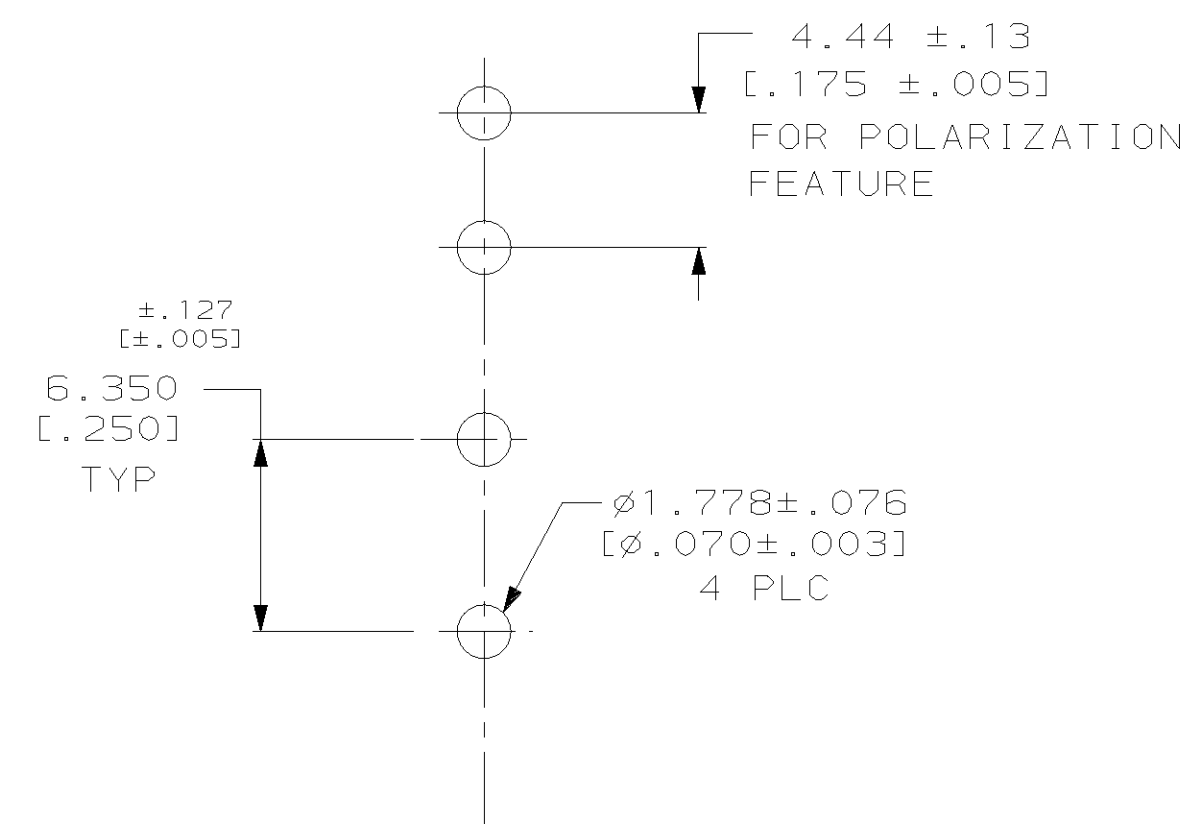 4.44 ±.13
[.175 ±.005]
FOR POLARIZATION
FEATURE
±.127
[±.005]
6.350
[.250]
TYP
⌀1.778±.076
[⌀.070±.003]
4 PLC